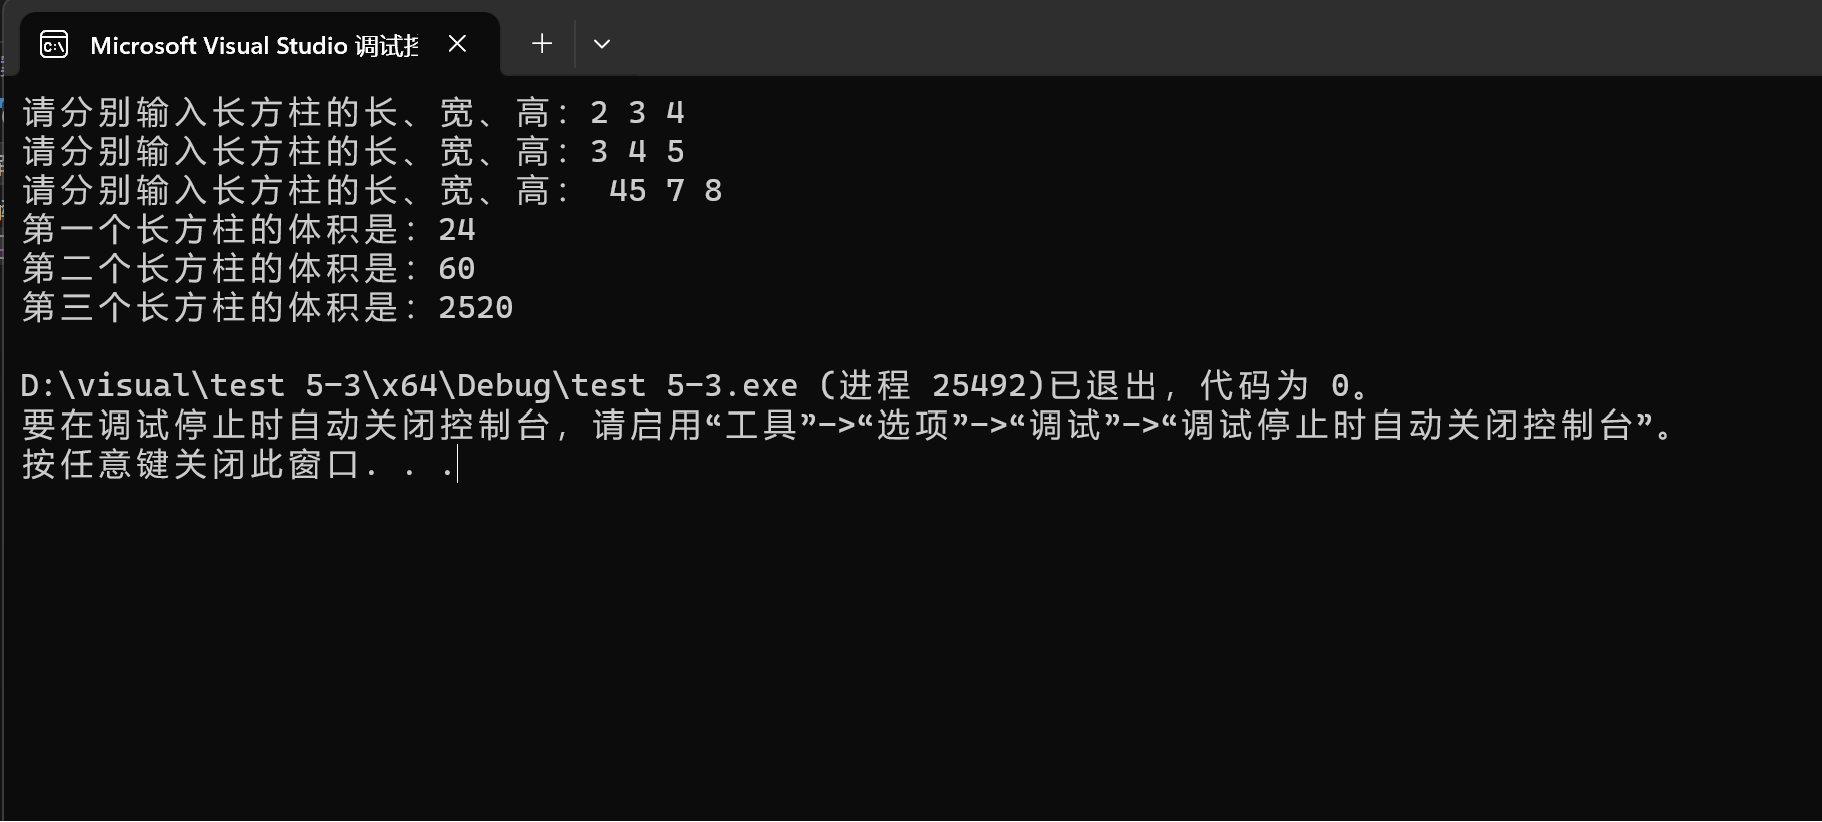 Microsoft Visual Studio 调试
请分别输入长方柱的长、宽、高：2 3 4
请分别输入长方柱的长、宽、高：3 4 5
请分别输入长方柱的长、宽、高： 45 7 8
第一个长方柱的体积是：24
第二个长方柱的体积是：60
第三个长方柱的体积是：2520
D:\visual\test 5-3\x64\Debug\test 5-3.exe (进程 25492)已退出，代码为 0。
要在调试停止时自动关闭控制台，请启用“工具”->“选项”->“调试”->“调试停止时自动关闭控制台”。
按任意键关闭此窗口. . .